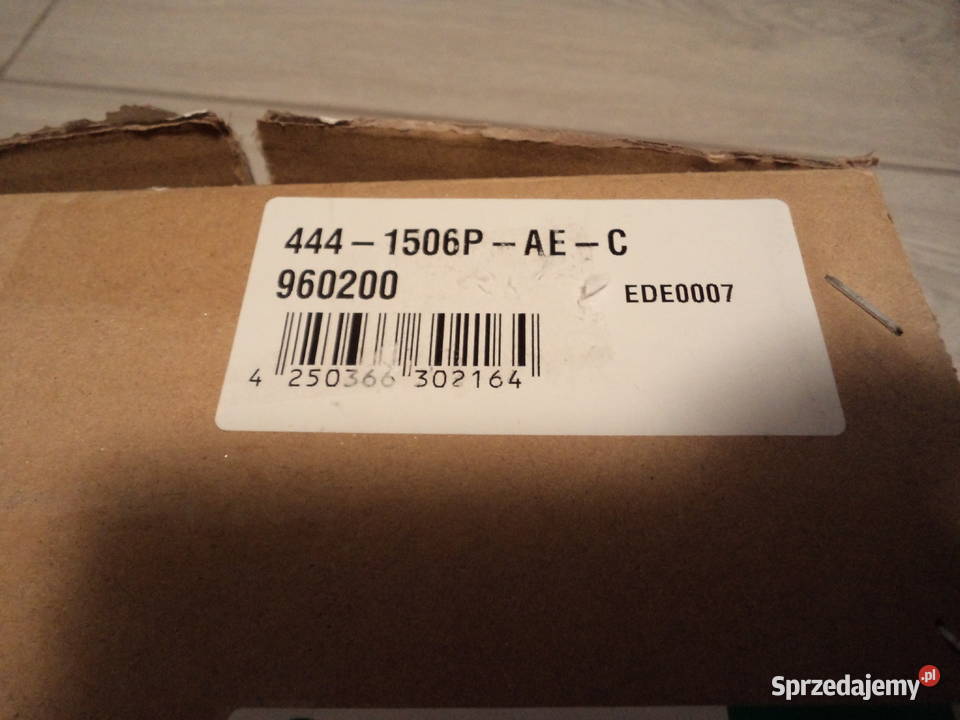 444-1506P-AE-C
960200
EDE0007
4 250366 302164
Sprzedajemy.pl